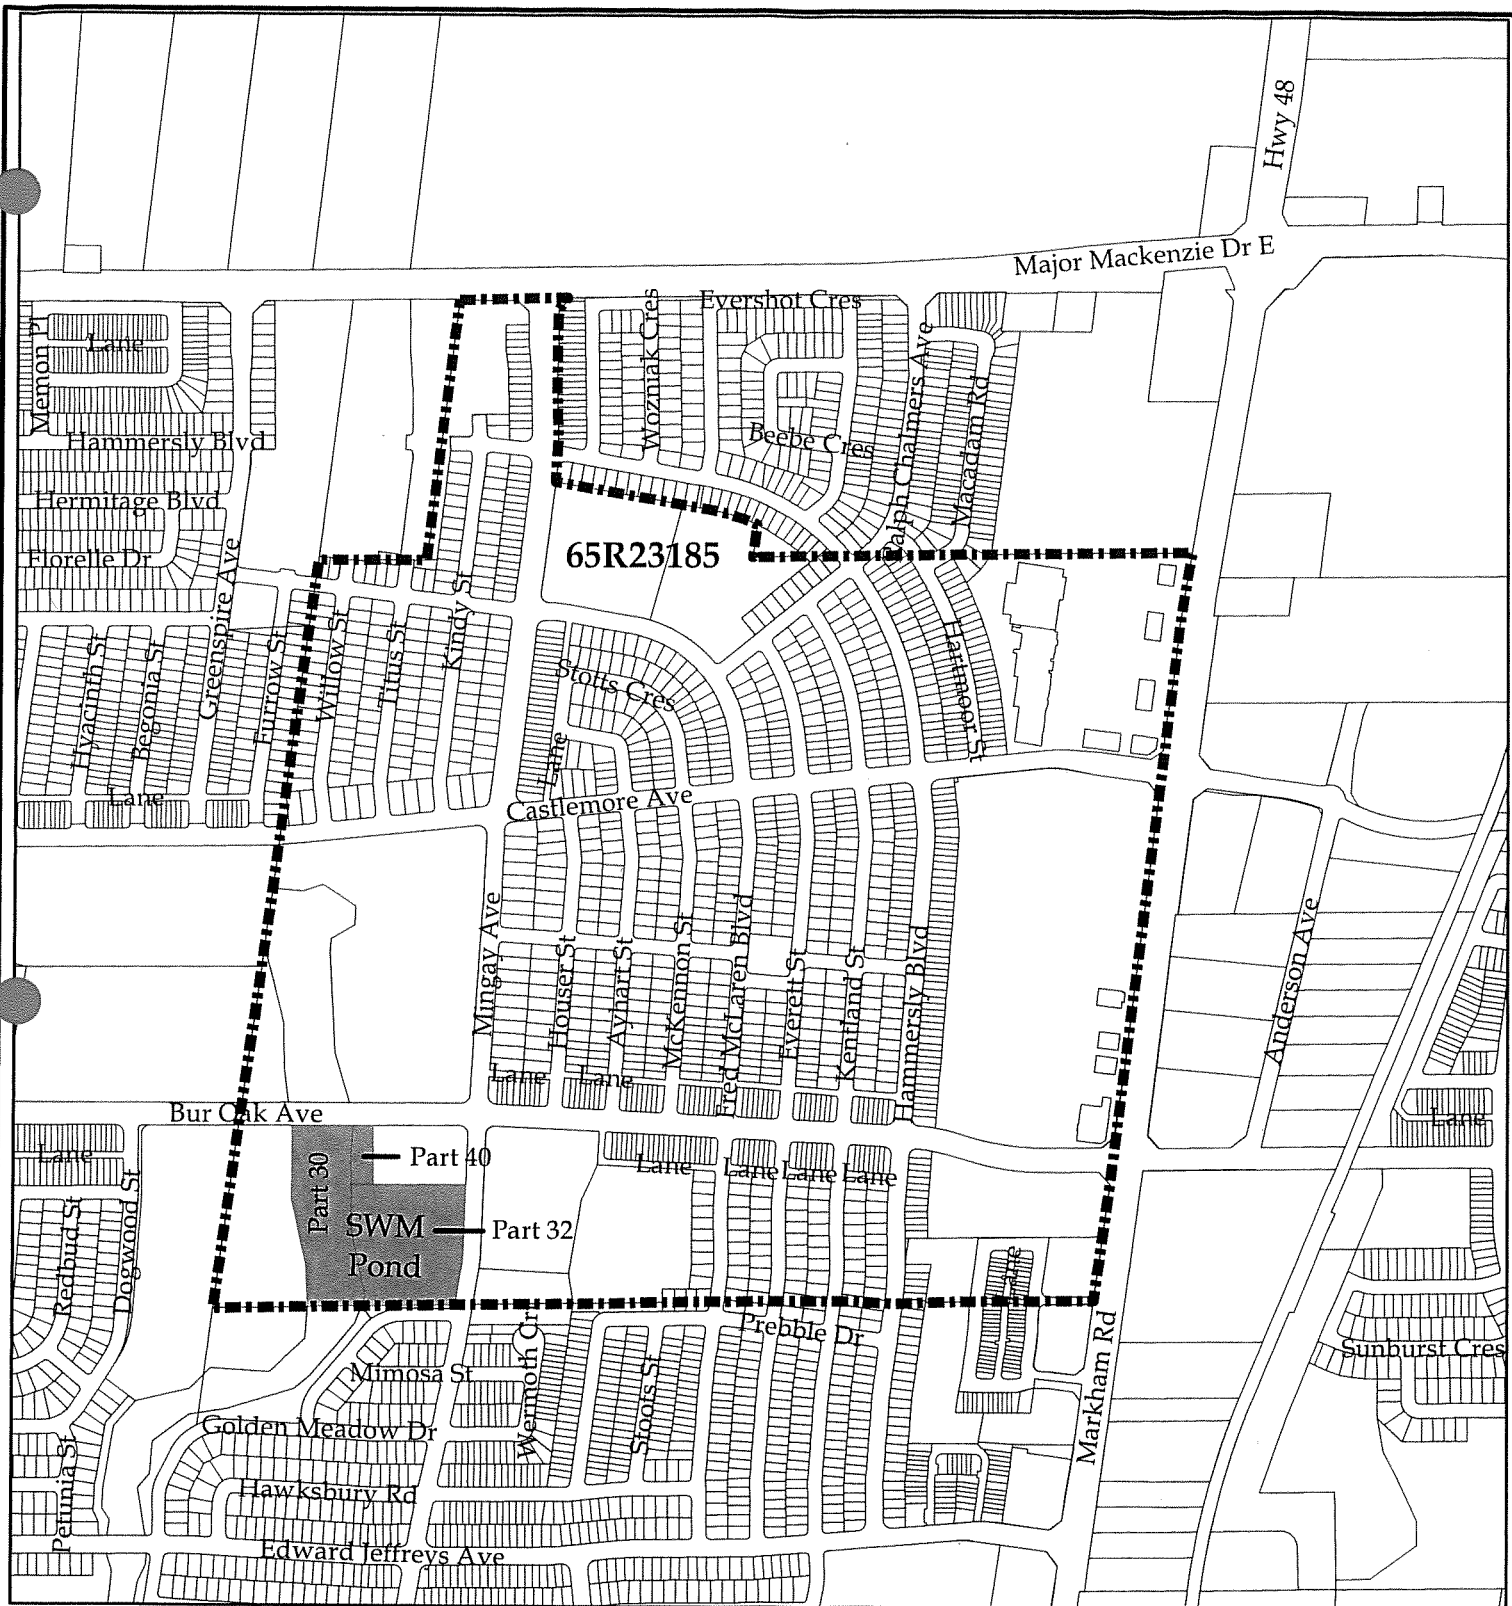 Hwy 48
Major Mackenzie Dr E
Evershot Cres
Memon Pl
Lane
Wozniak Cres
Ralph Chalmers Ave
Macadam Rd
Hammersly Blvd
Beebe Cres
Hermitage Blvd
Florelle Dr
65R23185
Greenspire Ave
Hyacinth St
Begonia St
Furrow St
Willow St
Titus St
Kindy St
Stotts Cres
Harrimoor St
Lane
Lane
Castlemore Ave
Mingay Ave
Houser St
Ayhart St
McKennon St
Fred McLaren Blvd
Everett St
Kentland St
Hammersly Blvd
Anderson Ave
Lane
Lane
Bur Oak Ave
Lane
Lane
Part 30
Part 40
Lane
Lane
Lane
Lane
SWM
Pond
Part 32
Redbud St
Dogwood St
Lane
Prebble Dr
Markham Rd
Sunburst Cres
Mimosa St
Wermoth Cr
Stoots St
Golden Meadow Dr
Petunia St
Hawksbury Rd
Edward Jeffreys Ave